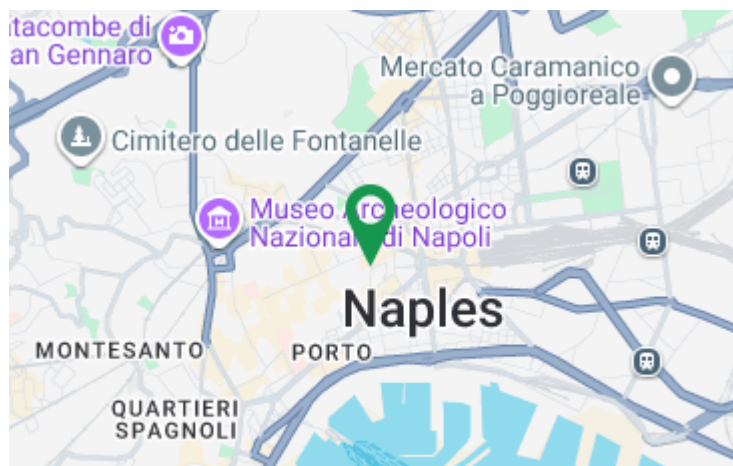 atacombe di
an Gennaro
Mercato Caramanico
a Poggioreale
Cimitero delle Fontanelle
Museo Archeologico
Nazionale di Napoli
Naples
MONTESANTO
PORTO
QUARTIERI
SPAGNOLI